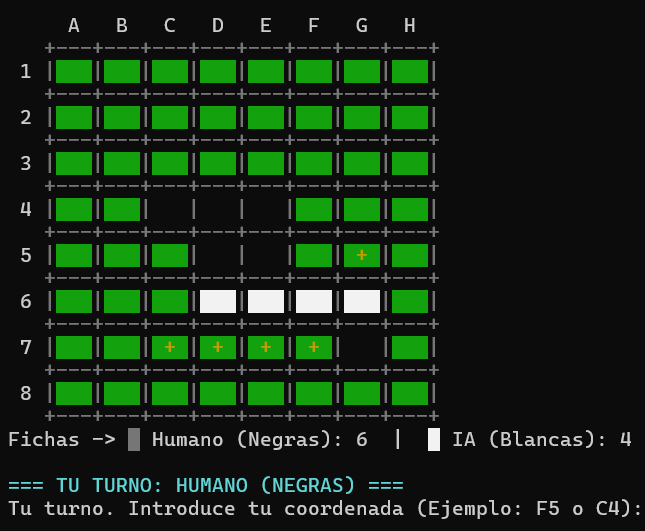 A B C D E F G H
1
2
3
4
5 +
6
7 + + + +
8
Fichas -> Humano (Negras): 6 | IA (Blancas): 4
=== TU TURNO: HUMANO (NEGRAS) ===
Tu turno. Introduce tu coordenada (Ejemplo: F5 o C4):